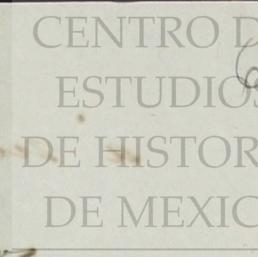 CENTRO D
ESTUDIOS
DE HISTOR
DE MEXIC